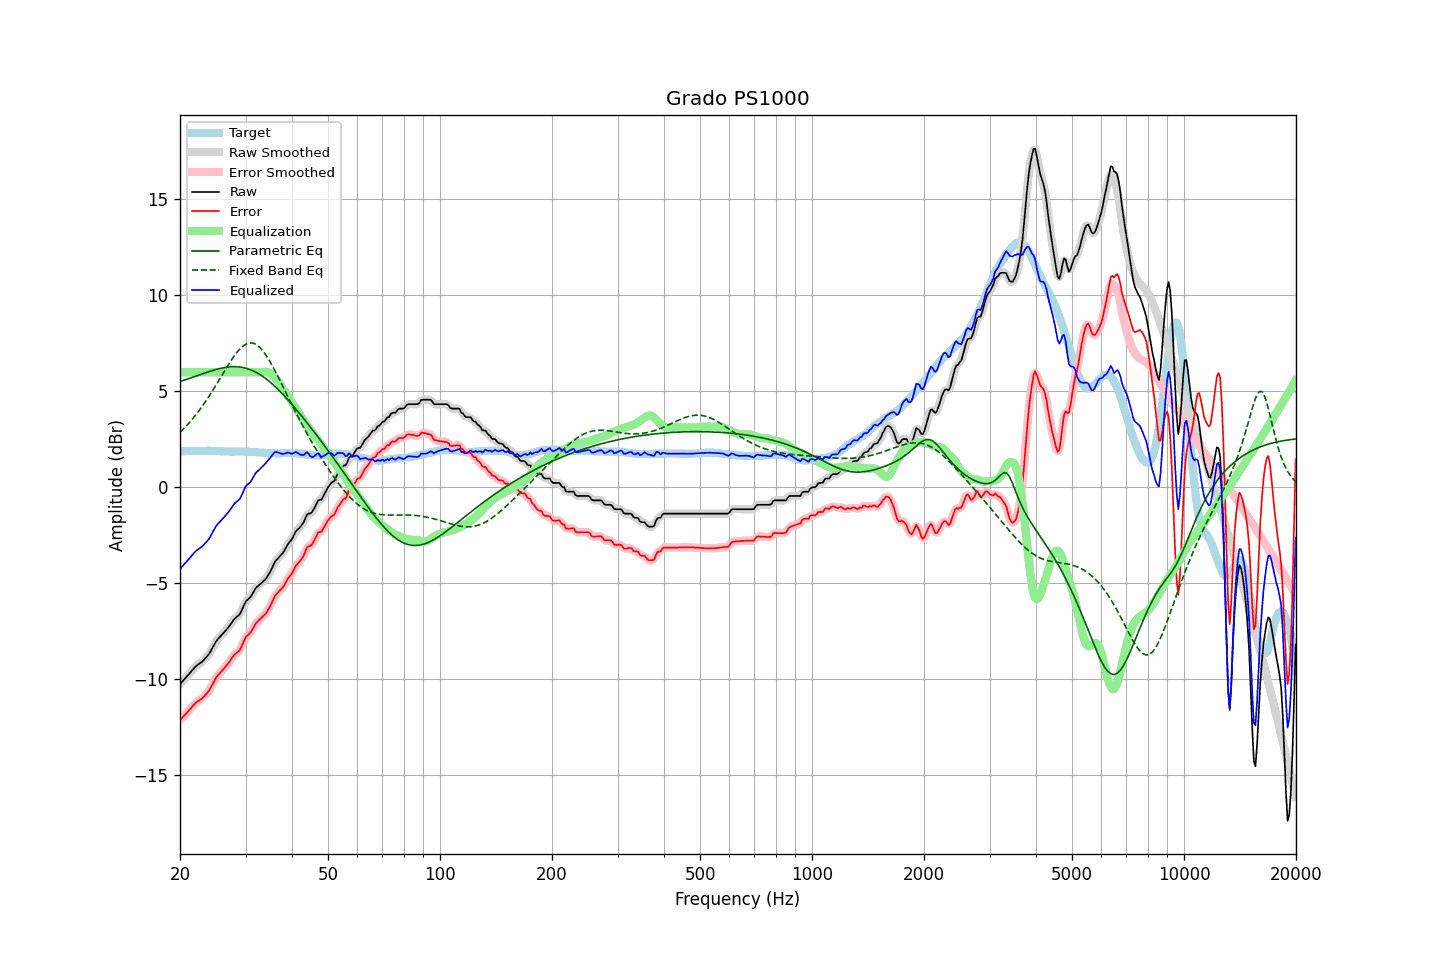 Grado PS1000
Target
Raw Smoothed
Error Smoothed
Raw
Error
Equalization
Parametric Eq
Fixed Band Eq
Equalized
Amplitude (dBr)
15
10
5
0
−5
−10
−15
20 50 100 200 500 1000 2000 5000 10000 20000
Frequency (Hz)